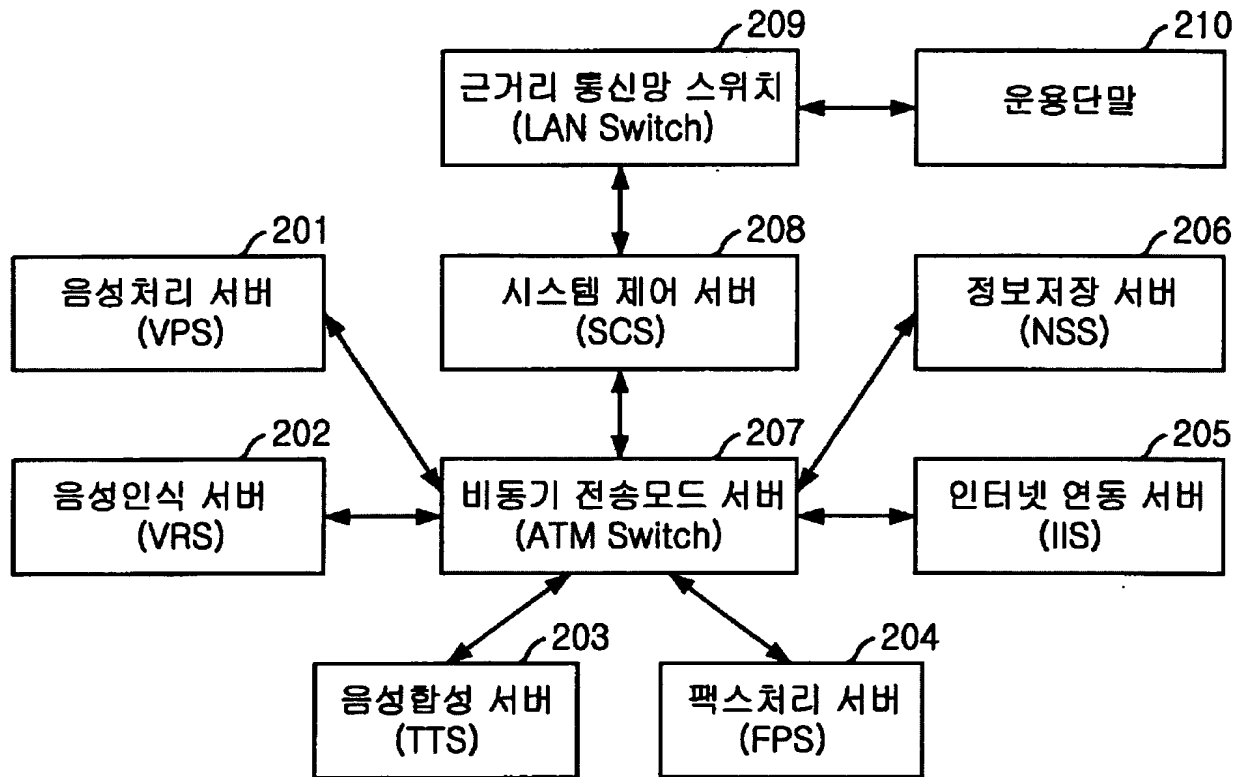 209
근거리 통신망 스위치
(LAN Switch)
210
운용단말
201
음성처리 서버
(VPS)
208
시스템 제어 서버
(SCS)
206
정보저장 서버
(NSS)
202
음성인식 서버
(VRS)
207
비동기 전송모드 서버
(ATM Switch)
205
인터넷 연동 서버
(IIS)
203
음성합성 서버
(TTS)
204
팩스처리 서버
(FPS)